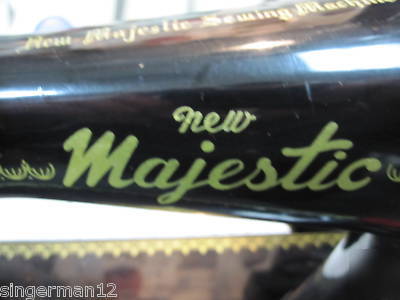 New Majestic Sewing Machine
new
Majestic
singerman12